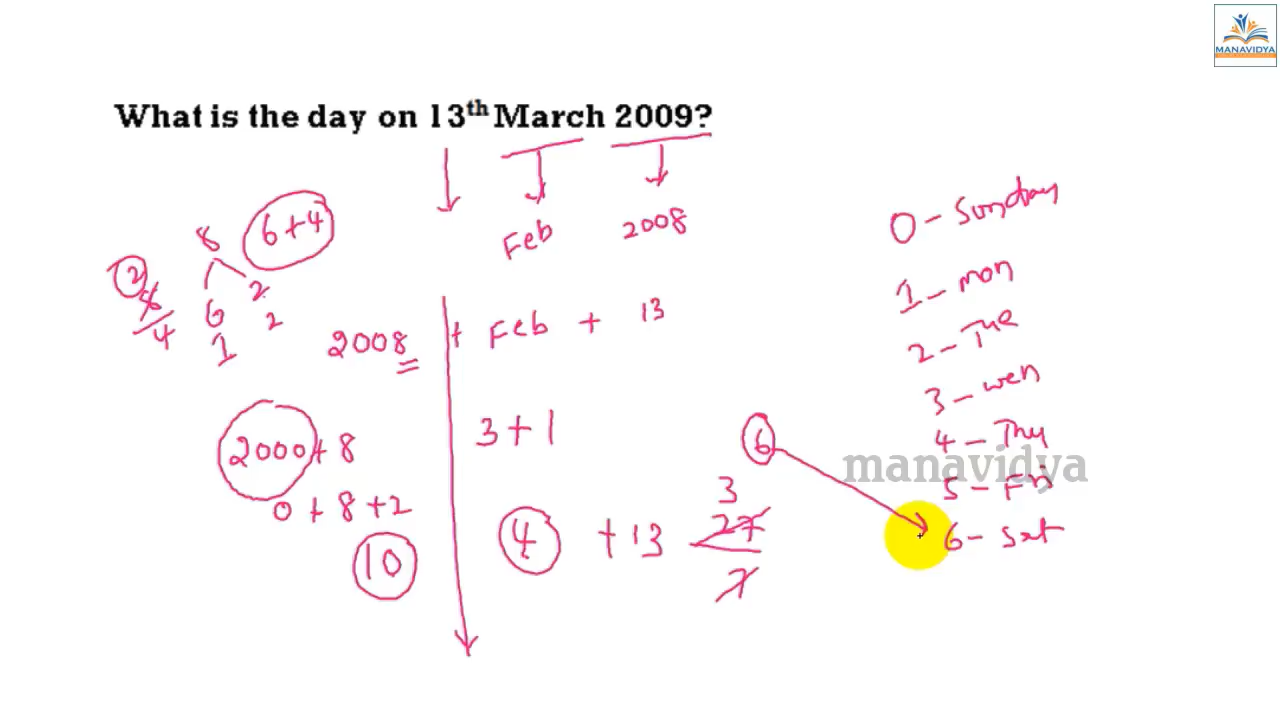 MANAVIDYA
What is the day on 13th March 2009?
Feb 2008
8 6+4
2
8 6 2
4 1 2
2008 + Feb + 13
2000 + 8
3 + 1
0 + 8 + 2
10
4 + 13 27 3
7
6
0 - Sunday
1 - mon
2 - Tue
3 - wen
4 - Thu
5 - Fri
6 - Sat
manavidya